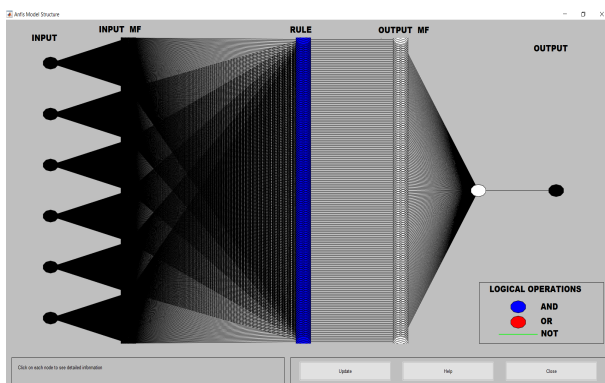 Anfis Model Structure
INPUT
INPUT MF
RULE
OUTPUT MF
OUTPUT
LOGICAL OPERATIONS
AND
OR
NOT
Click on each node to see detailed information
Update
Help
Close